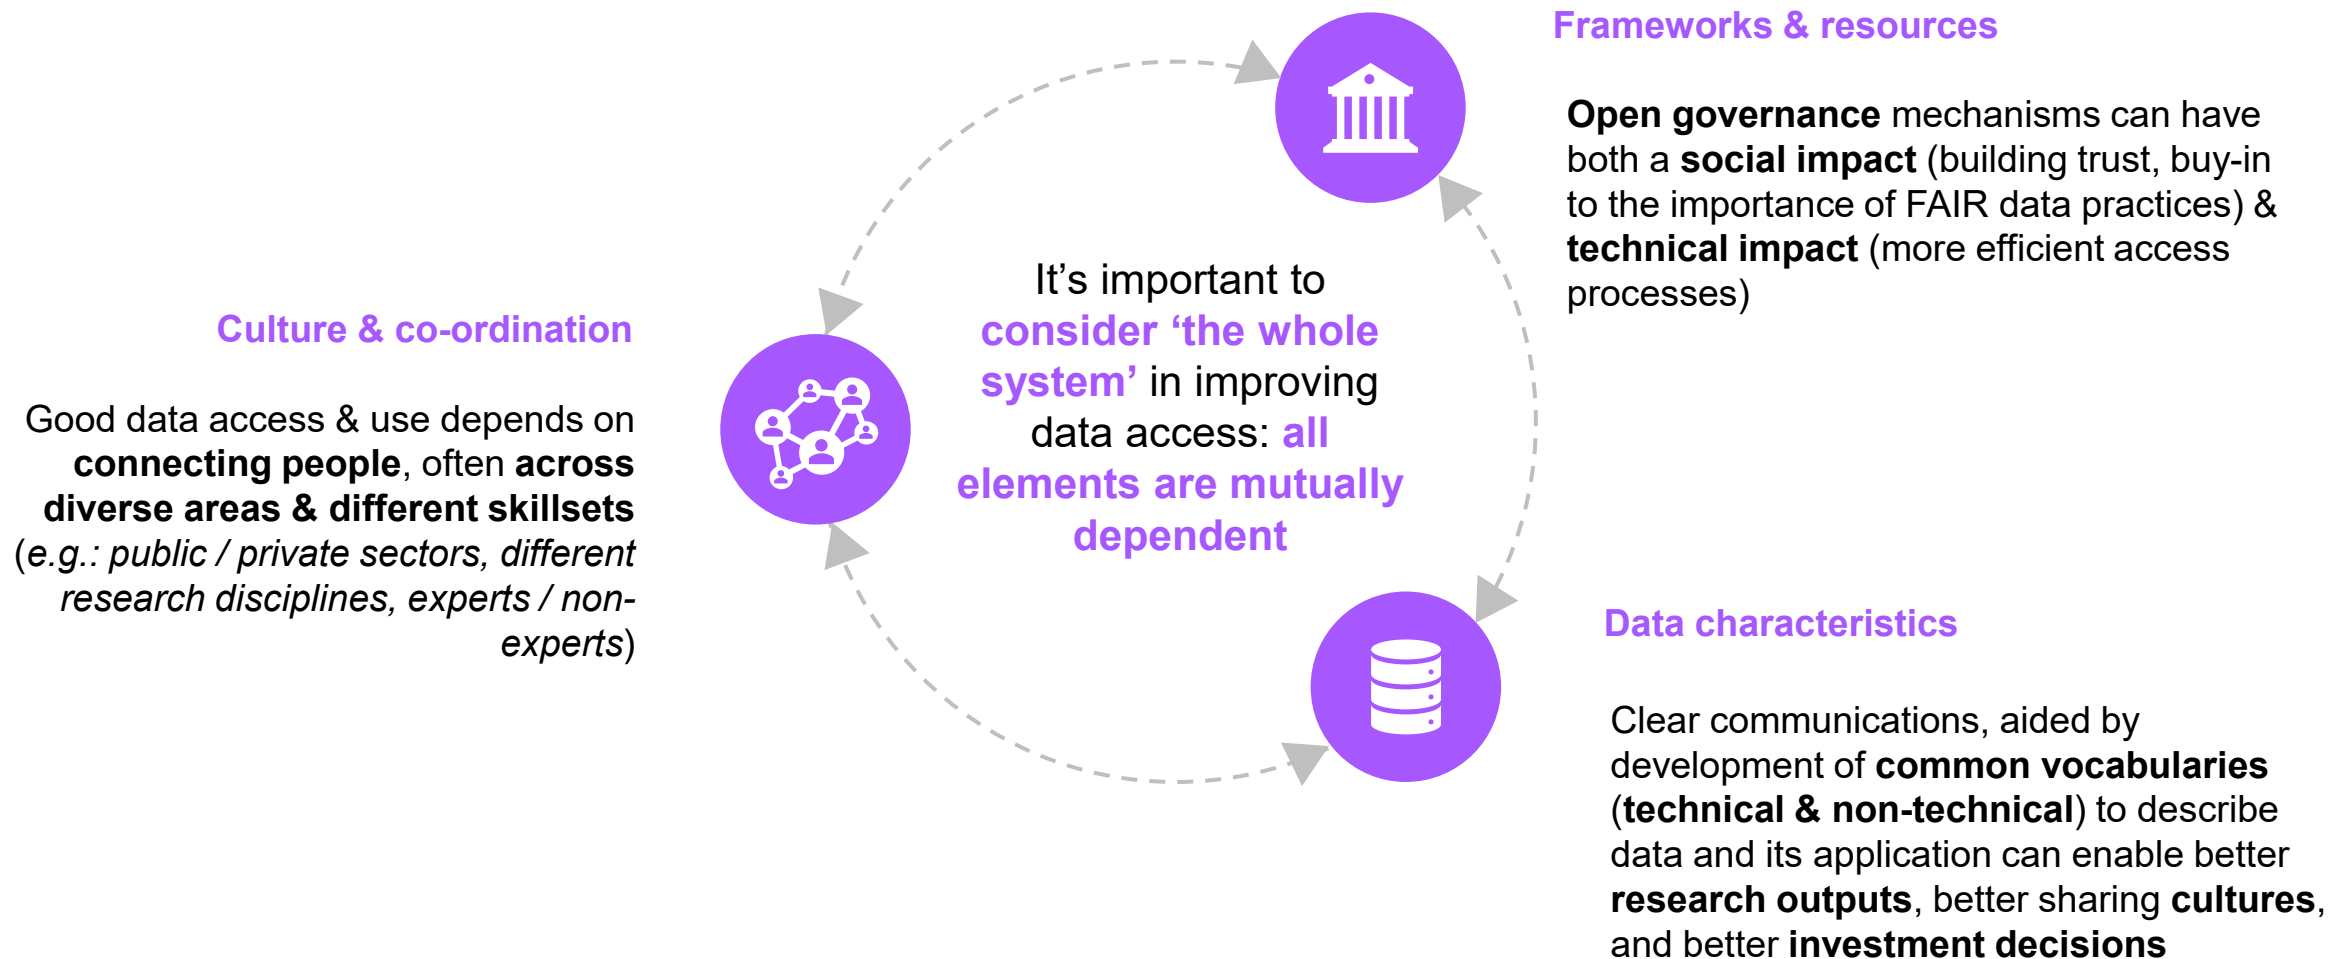 Frameworks & resources
Open governance mechanisms can have
both a social impact (building trust, buy-in
to the importance of FAIR data practices) &
technical impact (more efficient access
processes)
It’s important to
consider ‘the whole
system’ in improving
data access: all
elements are mutually
dependent
Culture & co-ordination
Good data access & use depends on
connecting people, often across
diverse areas & different skillsets
(e.g.: public / private sectors, different
research disciplines, experts / non-
experts)
Data characteristics
Clear communications, aided by
development of common vocabularies
(technical & non-technical) to describe
data and its application can enable better
research outputs, better sharing cultures,
and better investment decisions